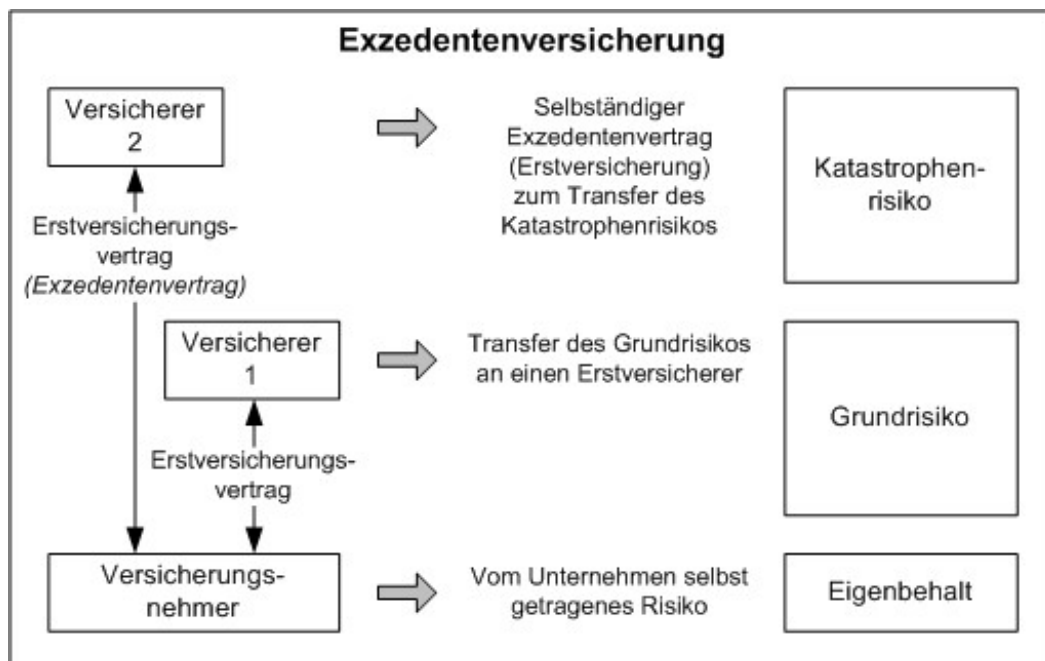 Exzedentenversicherung
Versicherer
2
Selbständiger
Exzedentenvertrag
(Erstversicherung)
zum Transfer des
Katastrophenrisikos
Katastrophen-
risiko
Erstversicherungs-
vertrag
(Exzedentenvertrag)
Versicherer
1
Transfer des Grundrisikos
an einen Erstversicherer
Grundrisiko
Erstversicherungs-
vertrag
Versicherungs-
nehmer
Vom Unternehmen selbst
getragenes Risiko
Eigenbehalt